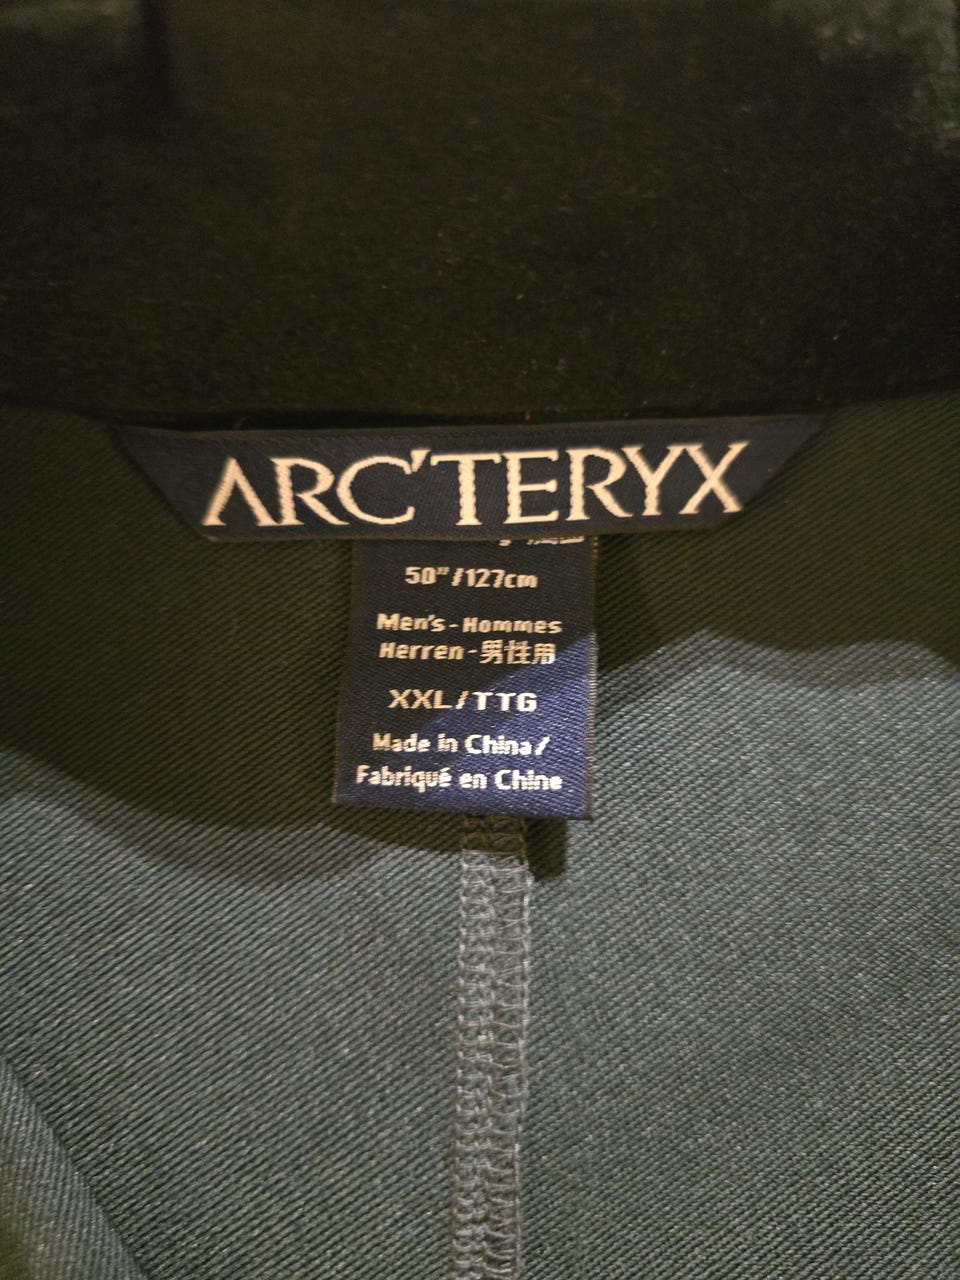 ARC'TERYX
50"/127cm
Men's-Hommes
Herren-男性用
XXL/TTG
Made in China/
Fabriqué en Chine